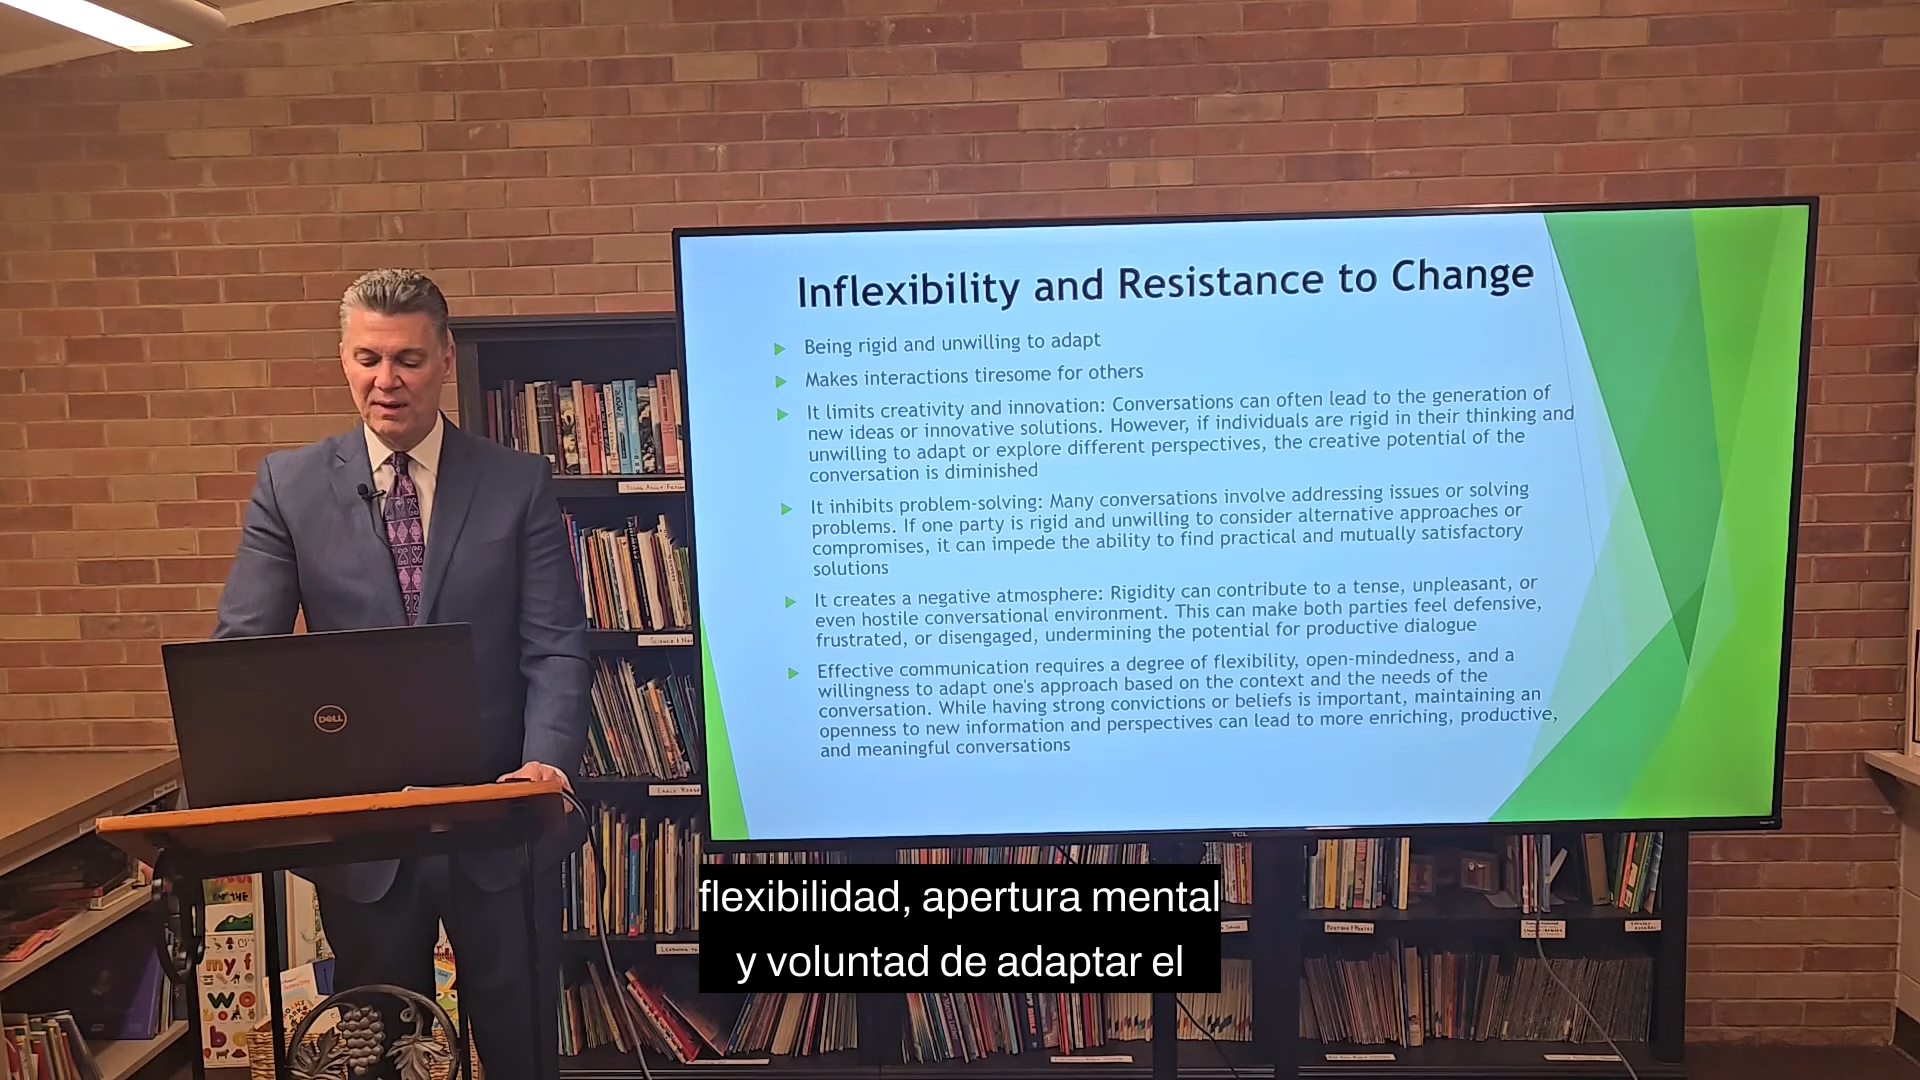 Inflexibility and Resistance to Change
Being rigid and unwilling to adapt
Makes interactions tiresome for others
It limits creativity and innovation: Conversations can often lead to the generation of
new ideas or innovative solutions. However, if individuals are rigid in their thinking and
unwilling to adapt or explore different perspectives, the creative potential of the
conversation is diminished
It inhibits problem-solving: Many conversations involve addressing issues or solving
problems. If one party is rigid and unwilling to consider alternative approaches or
compromises, it can impede the ability to find practical and mutually satisfactory
solutions
It creates a negative atmosphere: Rigidity can contribute to a tense, unpleasant, or
even hostile conversational environment. This can make both parties feel defensive,
frustrated, or disengaged, undermining the potential for productive dialogue
Effective communication requires a degree of flexibility, open-mindedness, and a
willingness to adapt one's approach based on the context and the needs of the
conversation. While having strong convictions or beliefs is important, maintaining an
openness to new information and perspectives can lead to more enriching, productive,
and meaningful conversations
TCL
DELL
flexibilidad, apertura mental
y voluntad de adaptar el